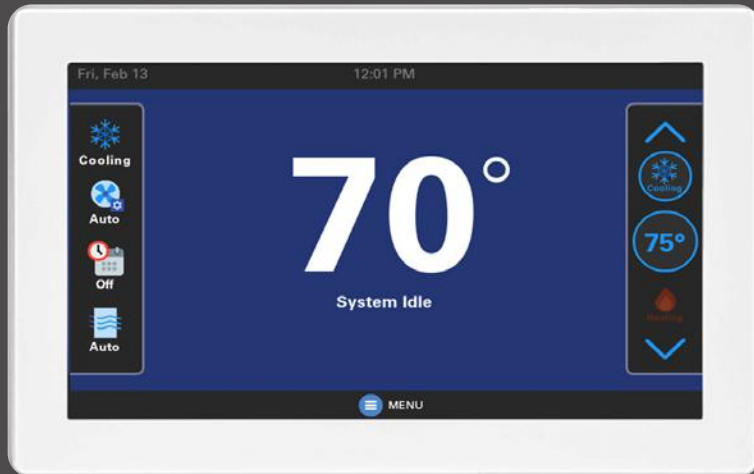 Fri, Feb 13
12:01 PM
Cooling
Auto
Off
Auto
70°
System Idle
Cooling
75°
Heating
MENU